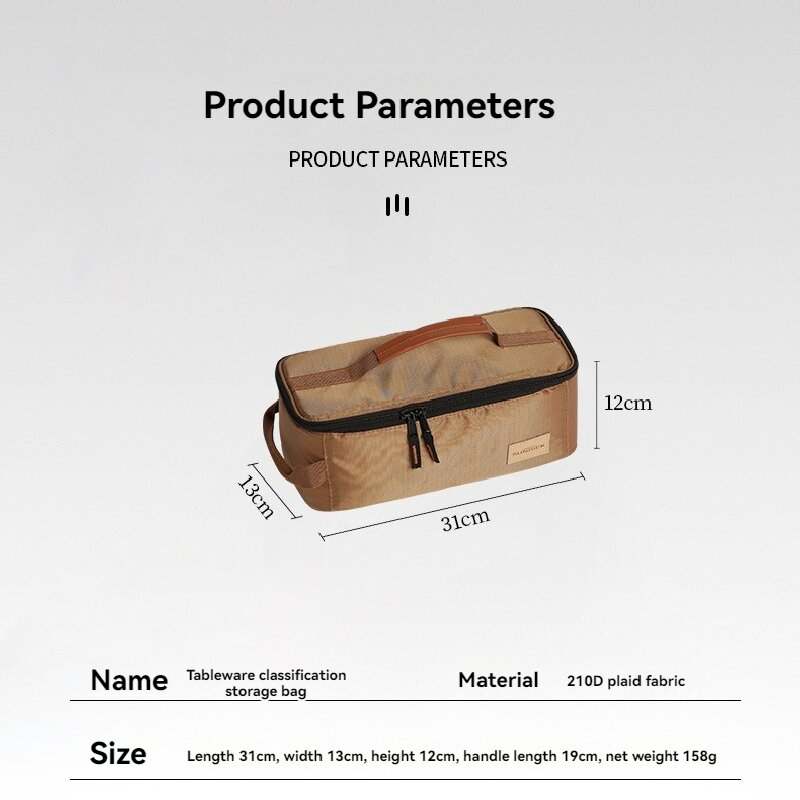 Product Parameters
PRODUCT PARAMETERS
12cm
13cm
31cm
Name Tableware classification
storage bag
Material 210D plaid fabric
Size Length 31cm, width 13cm, height 12cm, handle length 19cm, net weight 158g